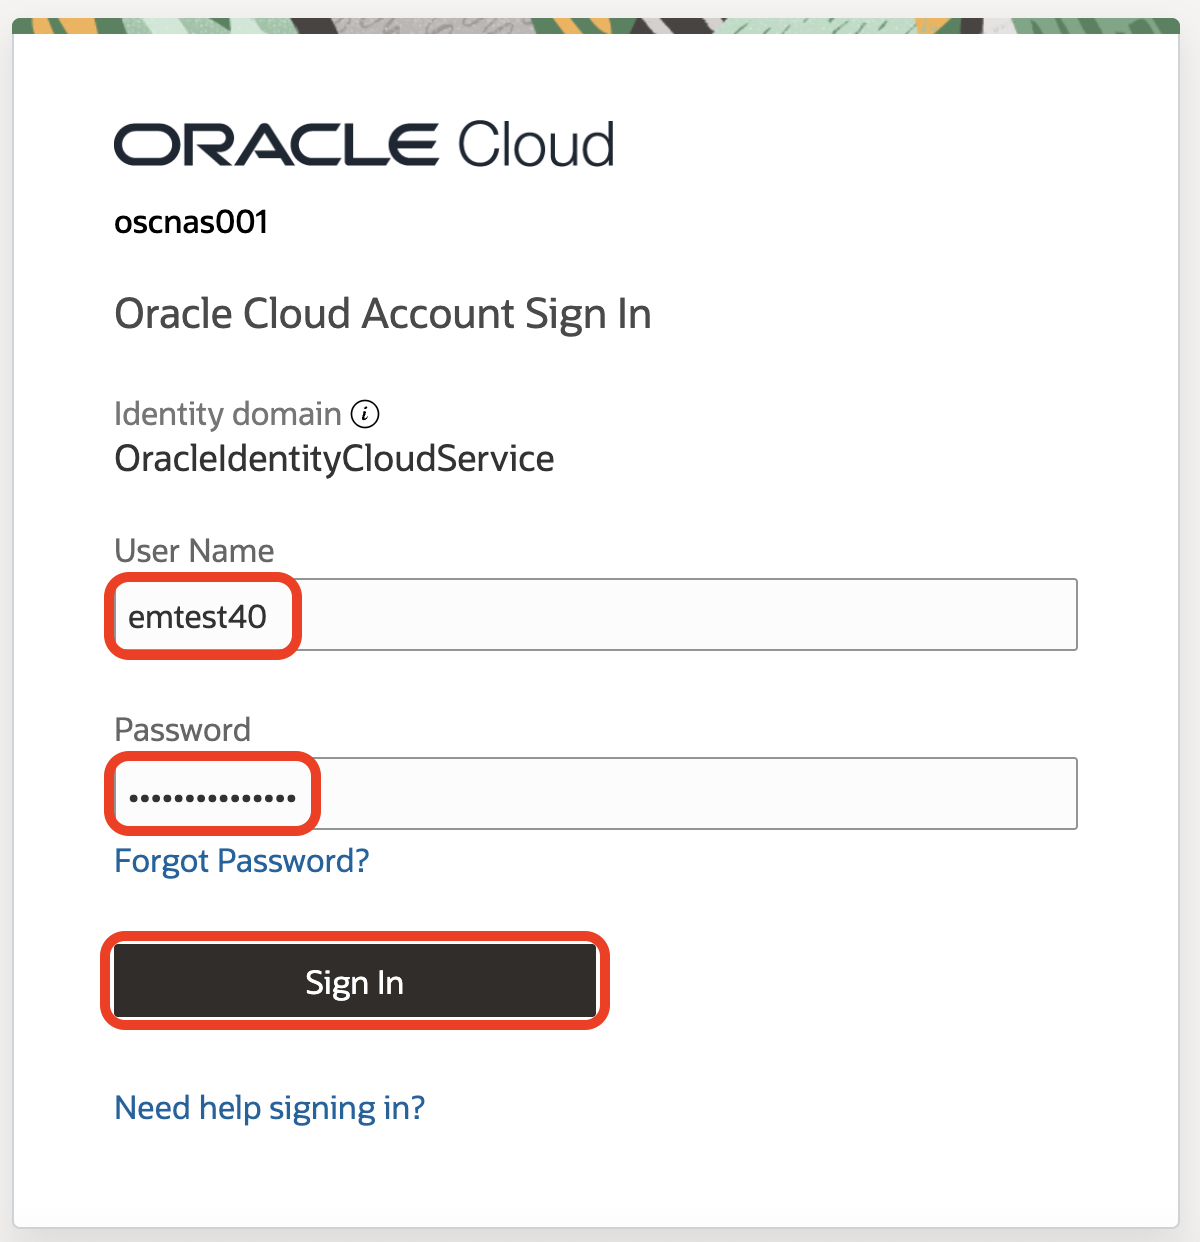 ORACLE Cloud
oscnas001
Oracle Cloud Account Sign In
Identity domain i
OracleIdentityCloudService
User Name
emtest40
Password
•••••••••••••••
Forgot Password?
Sign In
Need help signing in?